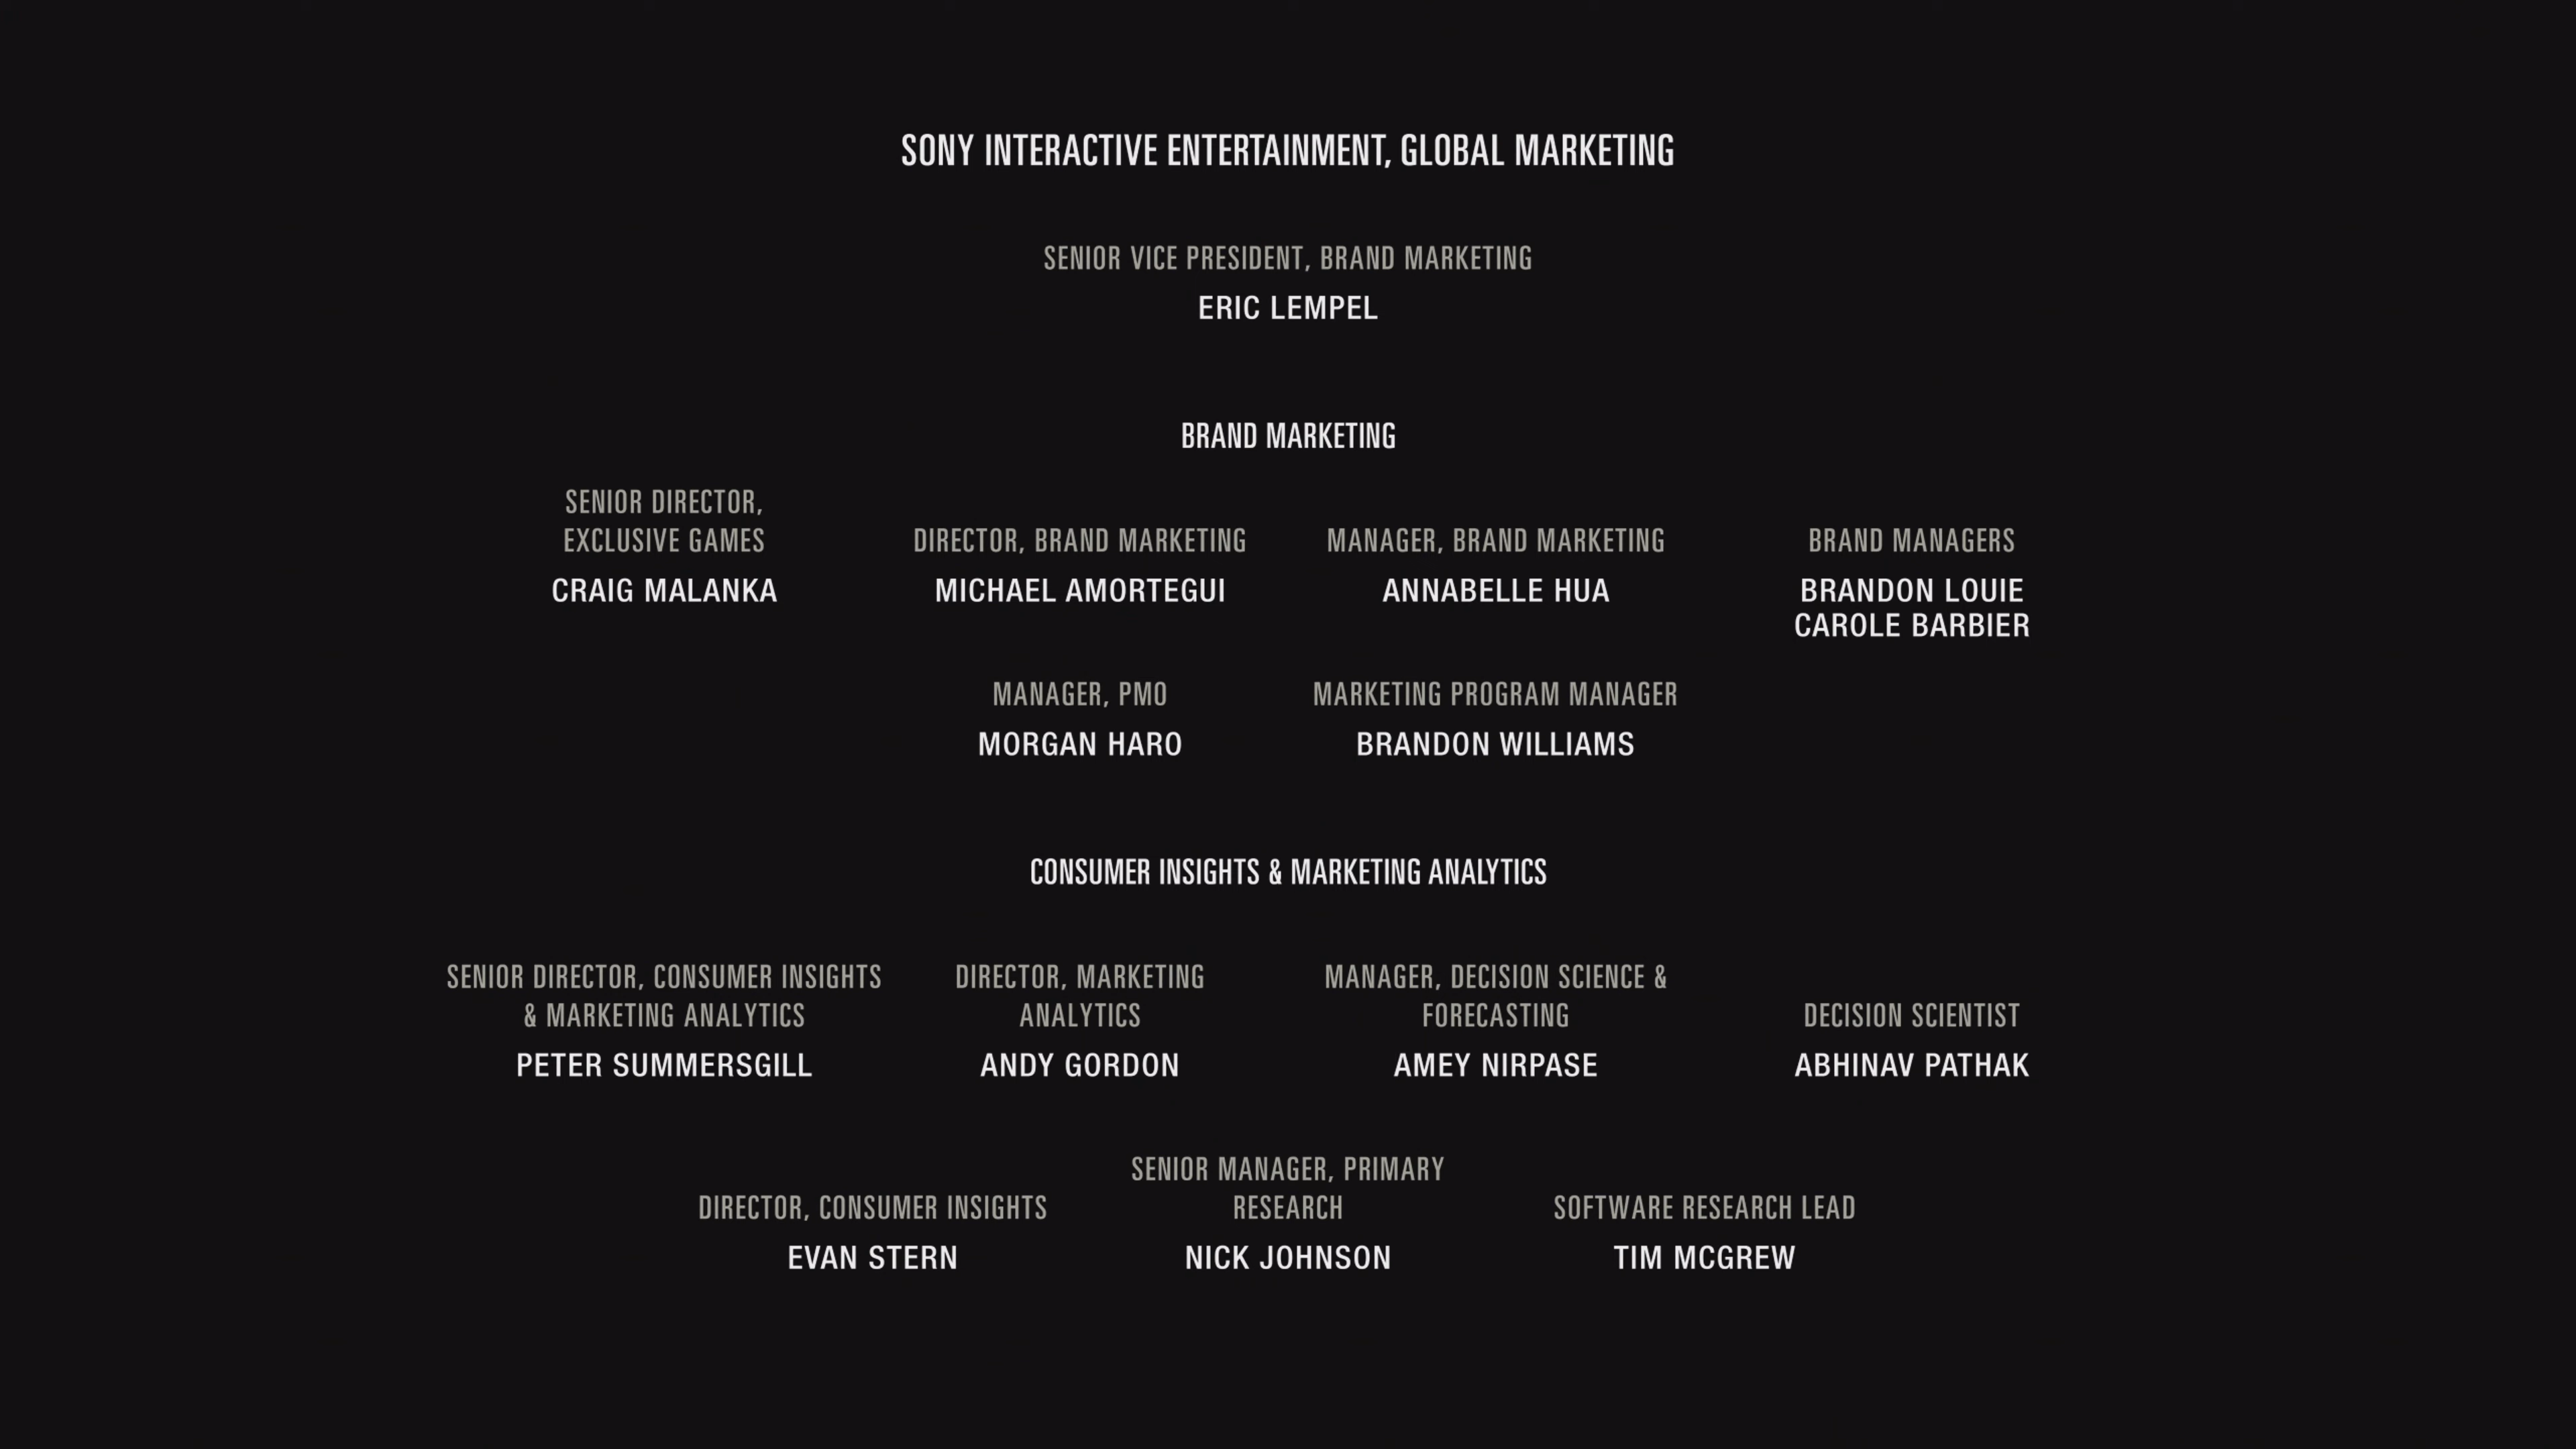 SONY INTERACTIVE ENTERTAINMENT, GLOBAL MARKETING
SENIOR VICE PRESIDENT, BRAND MARKETING
ERIC LEMPEL
BRAND MARKETING
SENIOR DIRECTOR,
EXCLUSIVE GAMES
CRAIG MALANKA
DIRECTOR, BRAND MARKETING
MICHAEL AMORTEGUI
MANAGER, BRAND MARKETING
ANNABELLE HUA
BRAND MANAGERS
BRANDON LOUIE
CAROLE BARBIER
MANAGER, PMO
MORGAN HARO
MARKETING PROGRAM MANAGER
BRANDON WILLIAMS
CONSUMER INSIGHTS & MARKETING ANALYTICS
SENIOR DIRECTOR, CONSUMER INSIGHTS
& MARKETING ANALYTICS
PETER SUMMERSGILL
DIRECTOR, MARKETING
ANALYTICS
ANDY GORDON
MANAGER, DECISION SCIENCE &
FORECASTING
AMEY NIRPASE
DECISION SCIENTIST
ABHINAV PATHAK
DIRECTOR, CONSUMER INSIGHTS
EVAN STERN
SENIOR MANAGER, PRIMARY
RESEARCH
NICK JOHNSON
SOFTWARE RESEARCH LEAD
TIM MCGREW